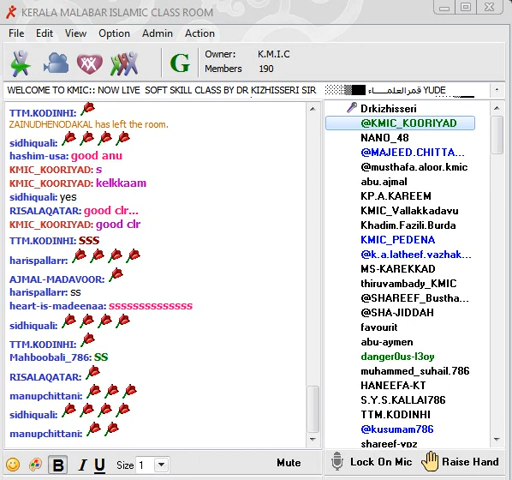 KERALA MALABAR ISLAMIC CLASS ROOM
File Edit View Option Admin Action
G
Owner: K.M.I.C
Members 190
WELCOME TO KMIC:: NOW LIVE SOFT SKILL CLASS BY DR KIZHISSERI SIR قمر العلمـــاء YUDE
TTM.KODINHI:
ZAINUDHENODAKAL has left the room.
sidhiquali:
hashim-usa: good anu
KMIC_KOORIYAD: s
KMIC_KOORIYAD: kelkkaam
sidhiquali: yes
RISALAQATAR: good clr...
KMIC_KOORIYAD: good clr
TTM.KODINHI: SSS
harispallarr:
AJMAL-MADAVOOR:
harispallarr: ss
heart-is-madeenaa: ssssssssssssss
sidhiquali:
TTM.KODINHI:
Mahboobali_786: SS
RISALAQATAR:
manupchittani:
sidhiquali:
manupchittani:
Drkizhisseri
@KMIC_KOORIYAD
NANO_48
@MAJEED.CHITTA...
@musthafa.aloor.kmic
abu.ajmal
KP.A.KAREEM
KMIC_Vallakkadavu
Khadim.Fazili.Burda
KMIC_PEDENA
@k.a.latheef.vazhak...
MS-KAREKKAD
thiruvambady_KMIC
@SHAREEF_Bustha...
@SHA-JIDDAH
favourit
abu-aymen
danger0us-l3oy
muhammed_suhail.786
HANEEFA-KT
S.Y.S.KALLAI786
TTM.KODINHI
@kusumam786
shareef-vpz
B I U Size 1 Mute
Lock On Mic Raise Hand